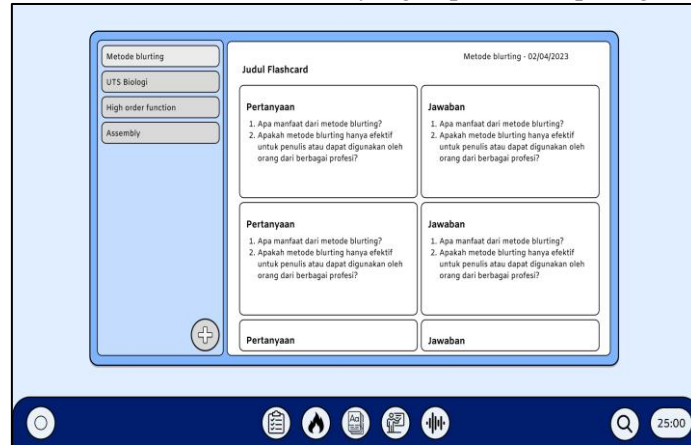 Metode blurting
UTS Biologi
High order function
Assembly
Metode blurting - 02/04/2023
Judul Flashcard
Pertanyaan
1. Apa manfaat dari metode blurting?
2. Apakah metode blurting hanya efektif
untuk penulis atau dapat digunakan oleh
orang dari berbagai profesi?
Jawaban
1. Apa manfaat dari metode blurting?
2. Apakah metode blurting hanya efektif
untuk penulis atau dapat digunakan oleh
orang dari berbagai profesi?
Pertanyaan
1. Apa manfaat dari metode blurting?
2. Apakah metode blurting hanya efektif
untuk penulis atau dapat digunakan oleh
orang dari berbagai profesi?
Jawaban
1. Apa manfaat dari metode blurting?
2. Apakah metode blurting hanya efektif
untuk penulis atau dapat digunakan oleh
orang dari berbagai profesi?
Pertanyaan
Jawaban
Aa
25:00